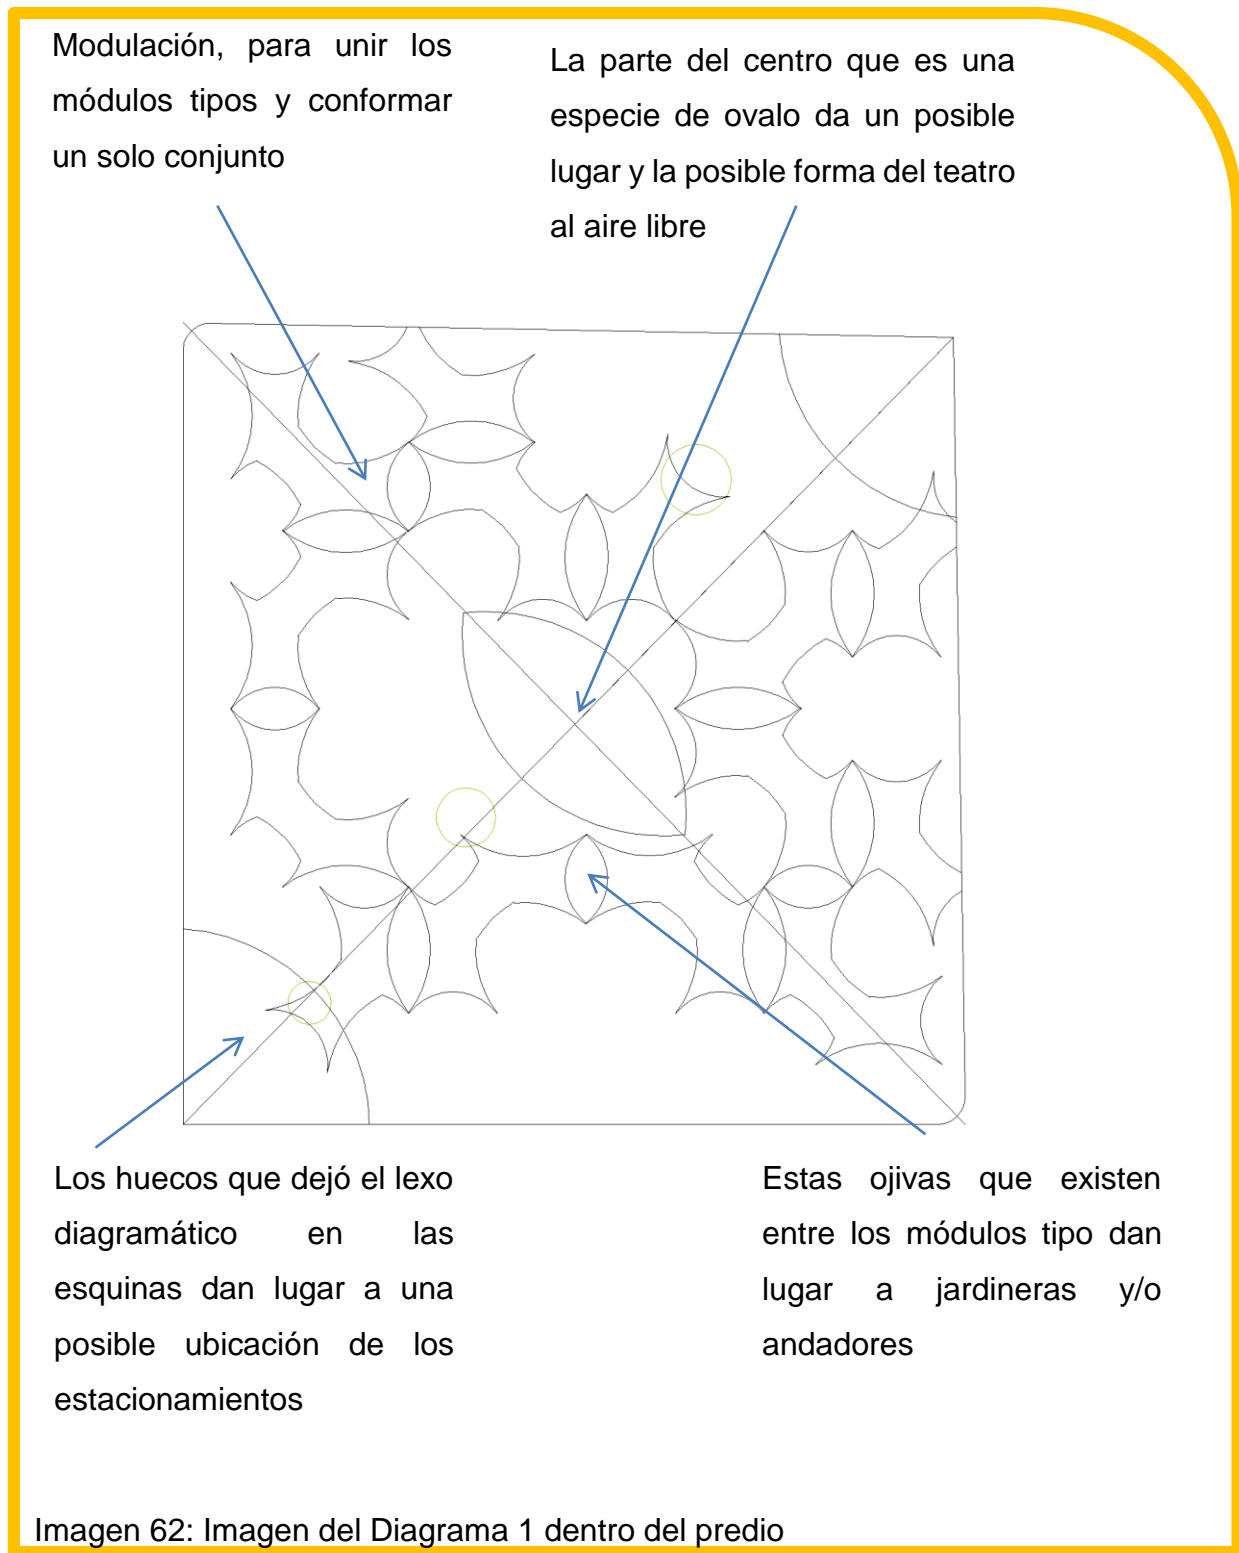 Modulación, para unir los
módulos tipos y conformar
un solo conjunto
La parte del centro que es una
especie de ovalo da un posible
lugar y la posible forma del teatro
al aire libre
Los huecos que dejó el lexo
diagramático en las
esquinas dan lugar a una
posible ubicación de los
estacionamientos
Estas ojivas que existen
entre los módulos tipo dan
lugar a jardineras y/o
andadores
Imagen 62: Imagen del Diagrama 1 dentro del predio